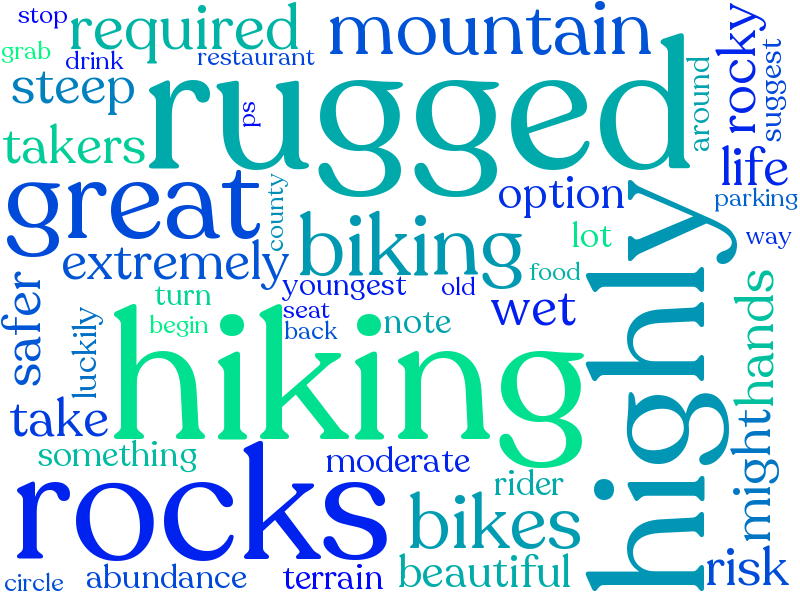 stop
required
mountain
rocky
suggest
grab
drink
restaurant
steep
ps
rugged
around
takers
life
great
county
option
parking
highly
biking
lot
way
extremely
food
safer
turn
youngest
old
wet
hands
luckily
begin
seat
back
note
hiking
take
might
something
moderate
rocks
rider
bikes
risk
circle
abundance
terrain
beautiful